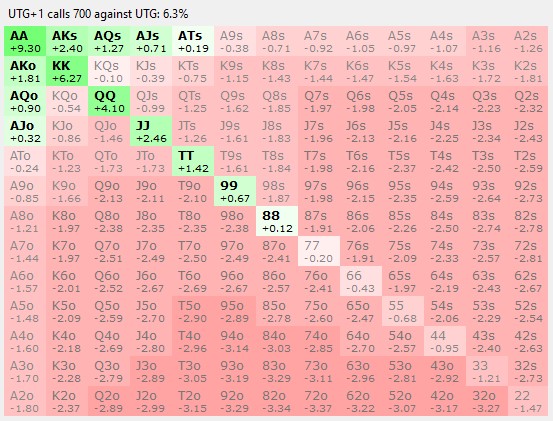 UTG+1 calls 700 against UTG: 6.3%
AA AKs AQs AJs ATs A9s A8s A7s A6s A5s A4s A3s A2s
+9.30 +2.40 +1.27 +0.71 +0.19 -0.38 -0.71 -0.92 -1.05 -0.97 -1.07 -1.16 -1.26
AKo KK KQs KJs KTs K9s K8s K7s K6s K5s K4s K3s K2s
+1.81 +6.27 -0.10 -0.39 -0.75 -1.15 -1.43 -1.44 -1.47 -1.54 -1.63 -1.72 -1.81
AQo KQo QQ QJs QTs Q9s Q8s Q7s Q6s Q5s Q4s Q3s Q2s
+0.90 -0.54 +4.10 -0.99 -1.25 -1.62 -1.85 -1.97 -1.98 -2.05 -2.14 -2.23 -2.32
AJo KJo QJo JJ JTs J9s J8s J7s J6s J5s J4s J3s J2s
+0.32 -0.86 -1.46 +2.46 -1.26 -1.61 -1.83 -1.96 -2.13 -2.16 -2.25 -2.34 -2.43
ATo KTo QTo JTo TT T9s T8s T7s T6s T5s T4s T3s T2s
-0.24 -1.23 -1.73 -1.73 +1.42 -1.61 -1.84 -1.98 -2.16 -2.37 -2.42 -2.50 -2.59
A9o K9o Q9o J9o T9o 99 98s 97s 96s 95s 94s 93s 92s
-0.85 -1.66 -2.13 -2.11 -2.10 +0.67 -1.87 -1.98 -2.15 -2.35 -2.59 -2.64 -2.73
A8o K8o Q8o J8o T8o 98o 88 87s 86s 85s 84s 83s 82s
-1.21 -1.97 -2.38 -2.35 -2.35 -2.38 +0.12 -1.91 -2.06 -2.26 -2.50 -2.74 -2.78
A7o K7o Q7o J7o T7o 97o 87o 77 76s 75s 74s 73s 72s
-1.44 -1.97 -2.51 -2.49 -2.50 -2.49 -2.41 -0.20 -1.91 -2.09 -2.33 -2.57 -2.81
A6o K6o Q6o J6o T6o 96o 86o 76o 66 65s 64s 63s 62s
-1.57 -2.01 -2.52 -2.67 -2.69 -2.67 -2.57 -2.41 -0.43 -1.97 -2.19 -2.43 -2.67
A5o K5o Q5o J5o T5o 95o 85o 75o 65o 55 54s 53s 52s
-1.48 -2.09 -2.59 -2.70 -2.90 -2.89 -2.78 -2.60 -2.47 -0.68 -2.06 -2.29 -2.54
A4o K4o Q4o J4o T4o 94o 84o 74o 64o 54o 44 43s 42s
-1.60 -2.18 -2.69 -2.80 -2.96 -3.14 -3.03 -2.85 -2.70 -2.57 -0.95 -2.40 -2.63
A3o K3o Q3o J3o T3o 93o 83o 73o 63o 53o 43o 33 32s
-1.70 -2.28 -2.79 -2.89 -3.05 -3.19 -3.29 -3.11 -2.96 -2.81 -2.92 -1.21 -2.73
A2o K2o Q2o J2o T2o 92o 82o 72o 62o 52o 42o 32o 22
-1.80 -2.37 -2.89 -2.99 -3.15 -3.29 -3.34 -3.37 -3.22 -3.07 -3.17 -3.27 -1.47